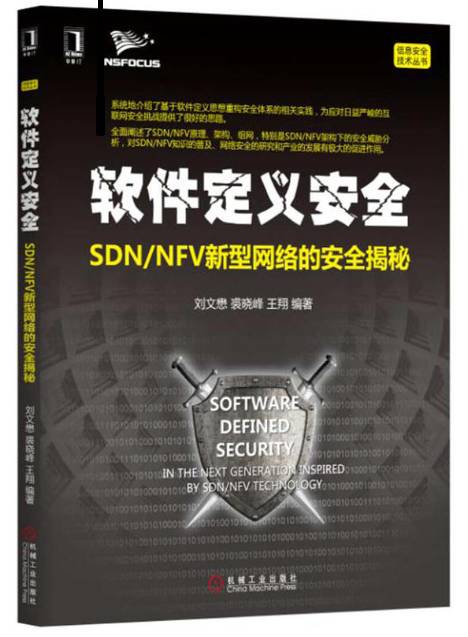 NSFOCUS
信息安全
技术丛书
系统地介绍了基于软件定义思想重构安全体系的相关实践，为应对日益严峻的互
联网安全挑战提供了很好的思路。
全面阐述了SDN/NFV原理、架构、组网，特别是SDN/NFV架构下的安全威胁分
析，对SDN/NFV知识的普及、网络安全的研究和产业的发展有极大的促进作用。
软件定义安全
SDN/NFV新型网络的安全揭秘
刘文懋 裘晓峰 王翔 编著
SOFTWARE
DEFINED
SECURITY
IN THE NEXT GENERATION INSPIRED
BY SDN/NFV TECHNOLOGY
机械工业出版社
China Machine Press
软件定义安全
SDN/NFV新型网络的安全揭秘
刘文懋 裘晓峰 王翔 编著
机械工业出版社
China Machine Press